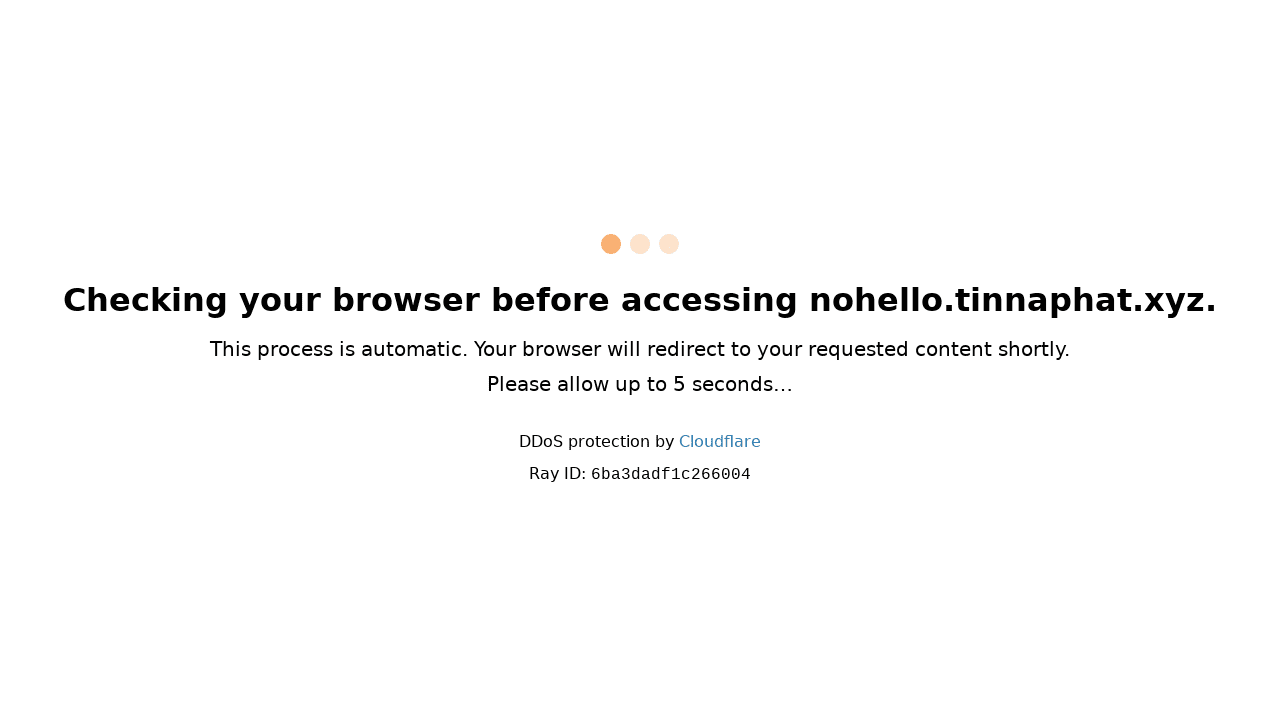 Checking your browser before accessing nohello.tinnaphat.xyz.
This process is automatic. Your browser will redirect to your requested content shortly.
Please allow up to 5 seconds…
DDoS protection by Cloudflare
Ray ID: 6ba3dadf1c266004